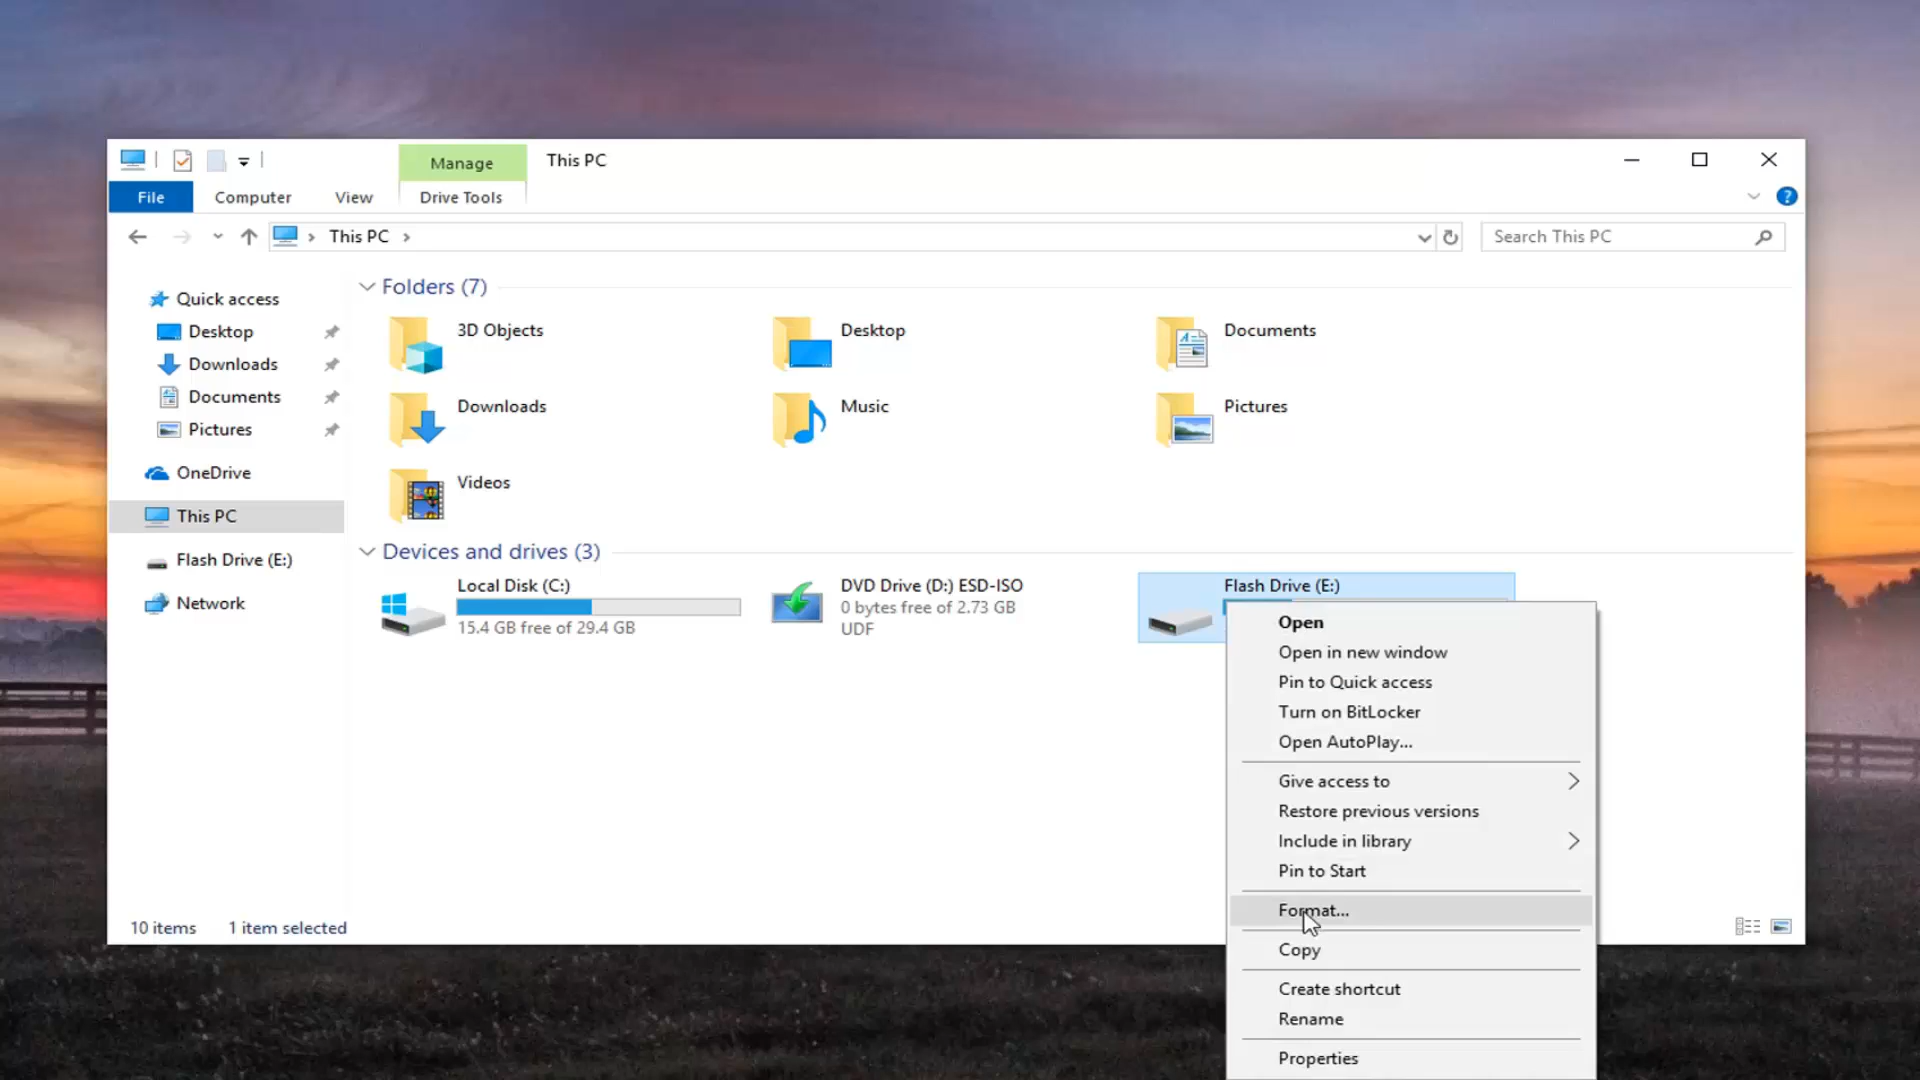 Manage
This PC
File
Computer
View
Drive Tools
?
This PC
Search This PC
Quick access
Desktop
Downloads
Documents
Pictures
OneDrive
This PC
Flash Drive (E:)
Network
Folders (7)
3D Objects
Desktop
Documents
Downloads
Music
Pictures
Videos
Devices and drives (3)
Local Disk (C:)
15.4 GB free of 29.4 GB
DVD Drive (D:) ESD-ISO
0 bytes free of 2.73 GB
UDF
Flash Drive (E:)
Open
Open in new window
Pin to Quick access
Turn on BitLocker
Open AutoPlay...
Give access to
Restore previous versions
Include in library
Pin to Start
Format...
Copy
Create shortcut
Rename
Properties
10 items
1 item selected